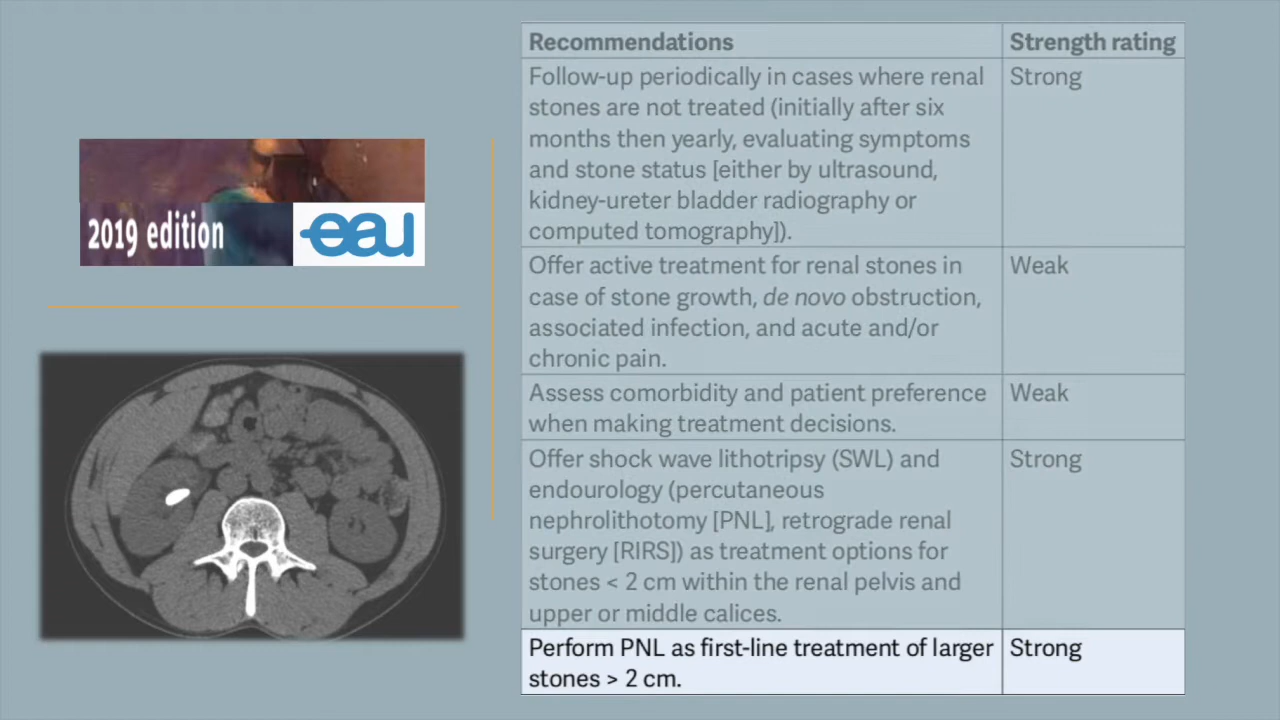 2019 edition
eau
Recommendations
Strength rating
Follow-up periodically in cases where renal
stones are not treated (initially after six
months then yearly, evaluating symptoms
and stone status [either by ultrasound,
kidney-ureter bladder radiography or
computed tomography]).
Strong
Offer active treatment for renal stones in
case of stone growth, de novo obstruction,
associated infection, and acute and/or
chronic pain.
Weak
Assess comorbidity and patient preference
when making treatment decisions.
Weak
Offer shock wave lithotripsy (SWL) and
endourology (percutaneous
nephrolithotomy [PNL], retrograde renal
surgery [RIRS]) as treatment options for
stones < 2 cm within the renal pelvis and
upper or middle calices.
Strong
Perform PNL as first-line treatment of larger
stones > 2 cm.
Strong